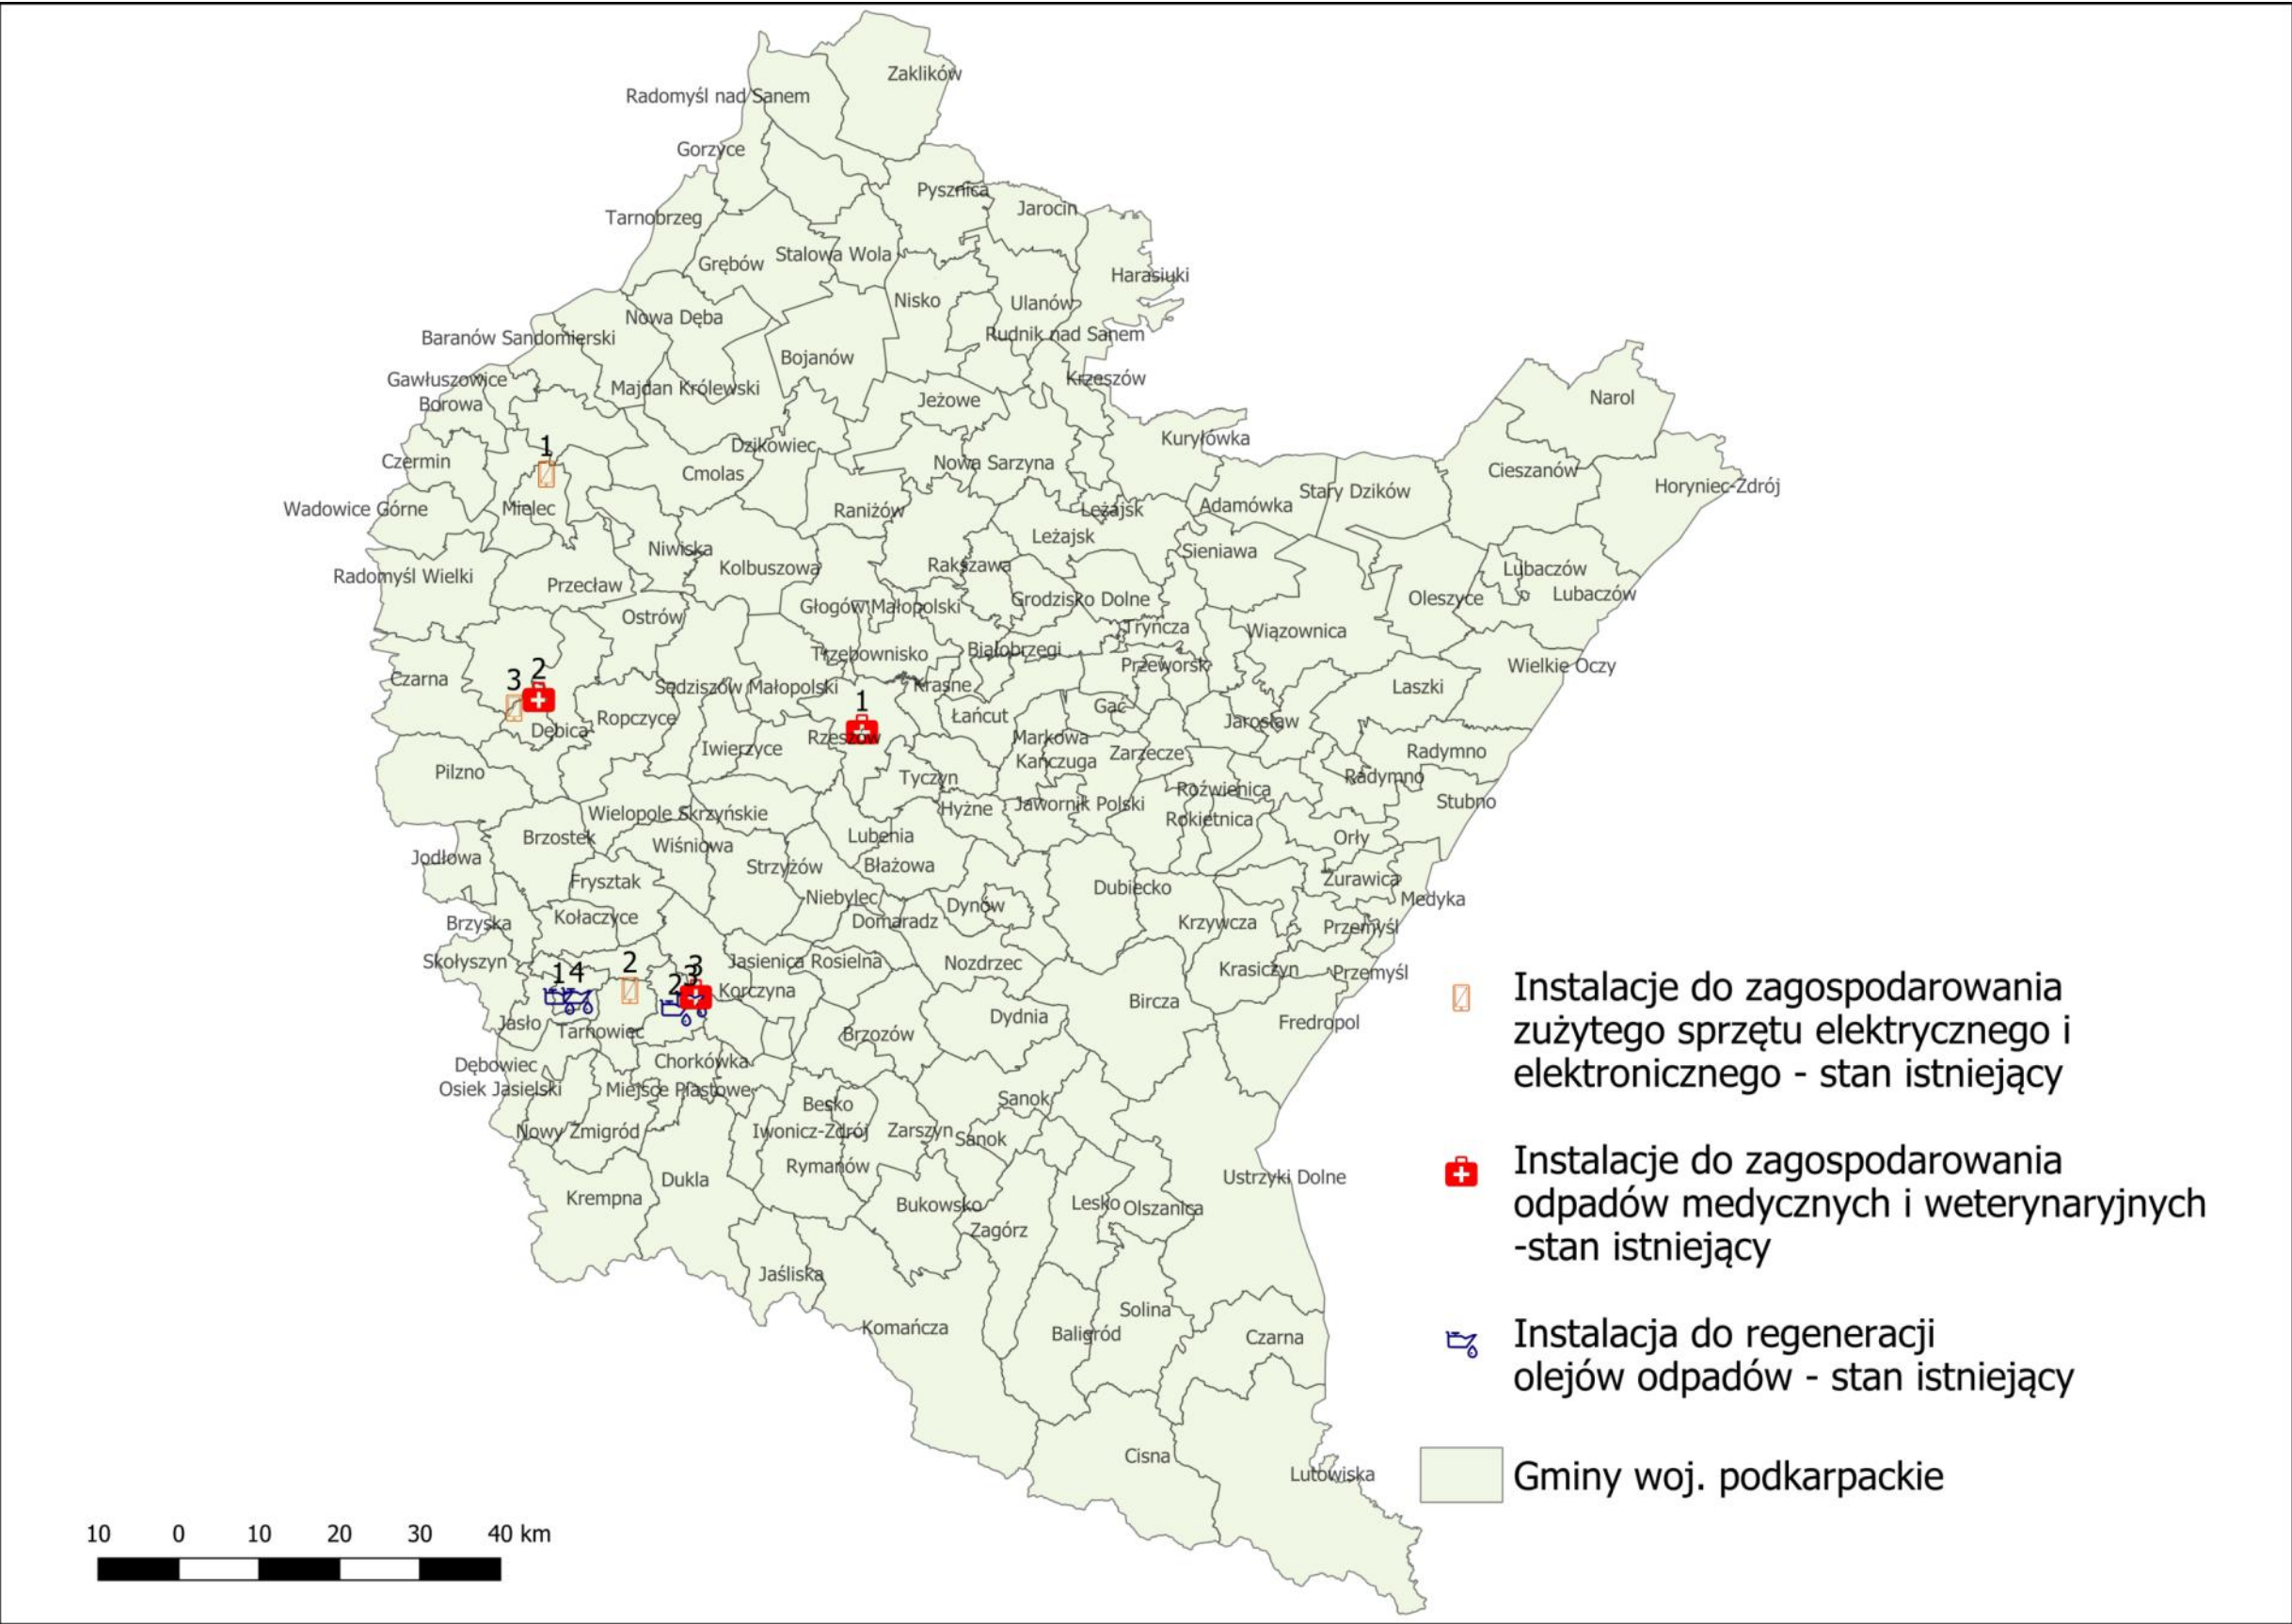 Zaklików
Radomyśl nad Sanem
Gorzyce
Pysznica
Jarocin
Tarnobrzeg
Stalowa Wola
Grębów
Harasiuki
Nisko
Ulanów
Nowa Dęba
Rudnik nad Sanem
Baranów Sandomierski
Bojanów
Gawłuszowice
Krzeszów
Majdan Królewski
Narol
Jeżowe
Borowa
Kuryłówka
1
Dzikowiec
Czermin
Nowa Sarzyna
Cieszanów
Cmolas
Horyniec-Zdrój
Stary Dzików
Adamówka
Wadowice Górne
Mielec
Raniżów
Leżajsk
Leżajsk
Niwiska
Sieniawa
Kolbuszowa
Rakszawa
Lubaczów
Radomyśl Wielki
Przecław
Lubaczów
Głogów Małopolski
Grodzisko Dolne
Oleszyce
Ostrów
Tryńcza
Wiązownica
Trzebownisko
Białobrzegi
Przeworsk
Wielkie Oczy
3 2
Czarna
Sędziszów Małopolski
Krasne
Laszki
1
Gać
Łańcut
Ropczyce
Jarosław
Dębica
Rzeszów
Markowa
Iwierzyce
Zarzecze
Radymno
Kańczuga
Pilzno
Tyczyn
Radymno
Roźwienica
Stubno
Hyżne
Jawornik Polski
Wielopole Skrzyńskie
Rokietnica
Brzostek
Lubenia
Orły
Wiśniowa
Jodłowa
Strzyżów
Błażowa
Frysztak
Żurawica
Dubiecko
Niebylec
Medyka
Dynów
Kołaczyce
Domaradz
Brzyska
Krzywcza
Przemyśl
Skołyszyn
2
Jasienica Rosielna
Nozdrzec
3
Krasiczyn
Przemyśl
14
23
Korczyna
Bircza
Jasło
Tarnowiec
Dydnia
Fredropol
Brzozów
Chorkówka
Dębowiec
Osiek Jasielski
Miejsce Piastowe
Besko
Sanok
Nowy Żmigród
Iwonicz-Zdrój
Zarszyn
Sanok
Rymanów
Dukla
Ustrzyki Dolne
Krempna
Bukowsko
Lesko
Olszanica
Zagórz
Jaśliska
Solina
Komańcza
Baligród
Czarna
Cisna
Lutowiska
Instalacje do zagospodarowania
zużytego sprzętu elektrycznego i
elektronicznego - stan istniejący
Instalacje do zagospodarowania
odpadów medycznych i weterynaryjnych
-stan istniejący
Instalacja do regeneracji
olejów odpadów - stan istniejący
Gminy woj. podkarpackie
10 0 10 20 30 40 km